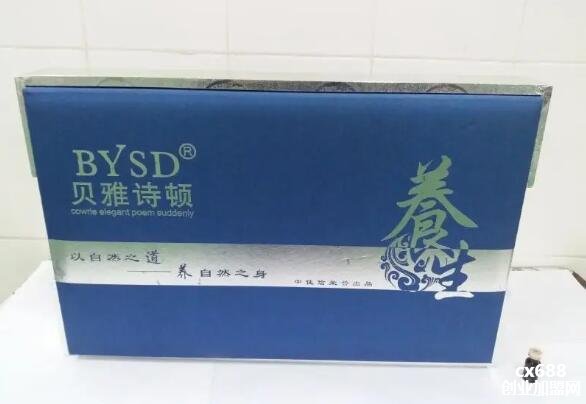 BYSD®
贝雅诗顿
cowrie elegant poem suddenly
養生
以自然之道
——养自然之身
cx688
创业加盟网